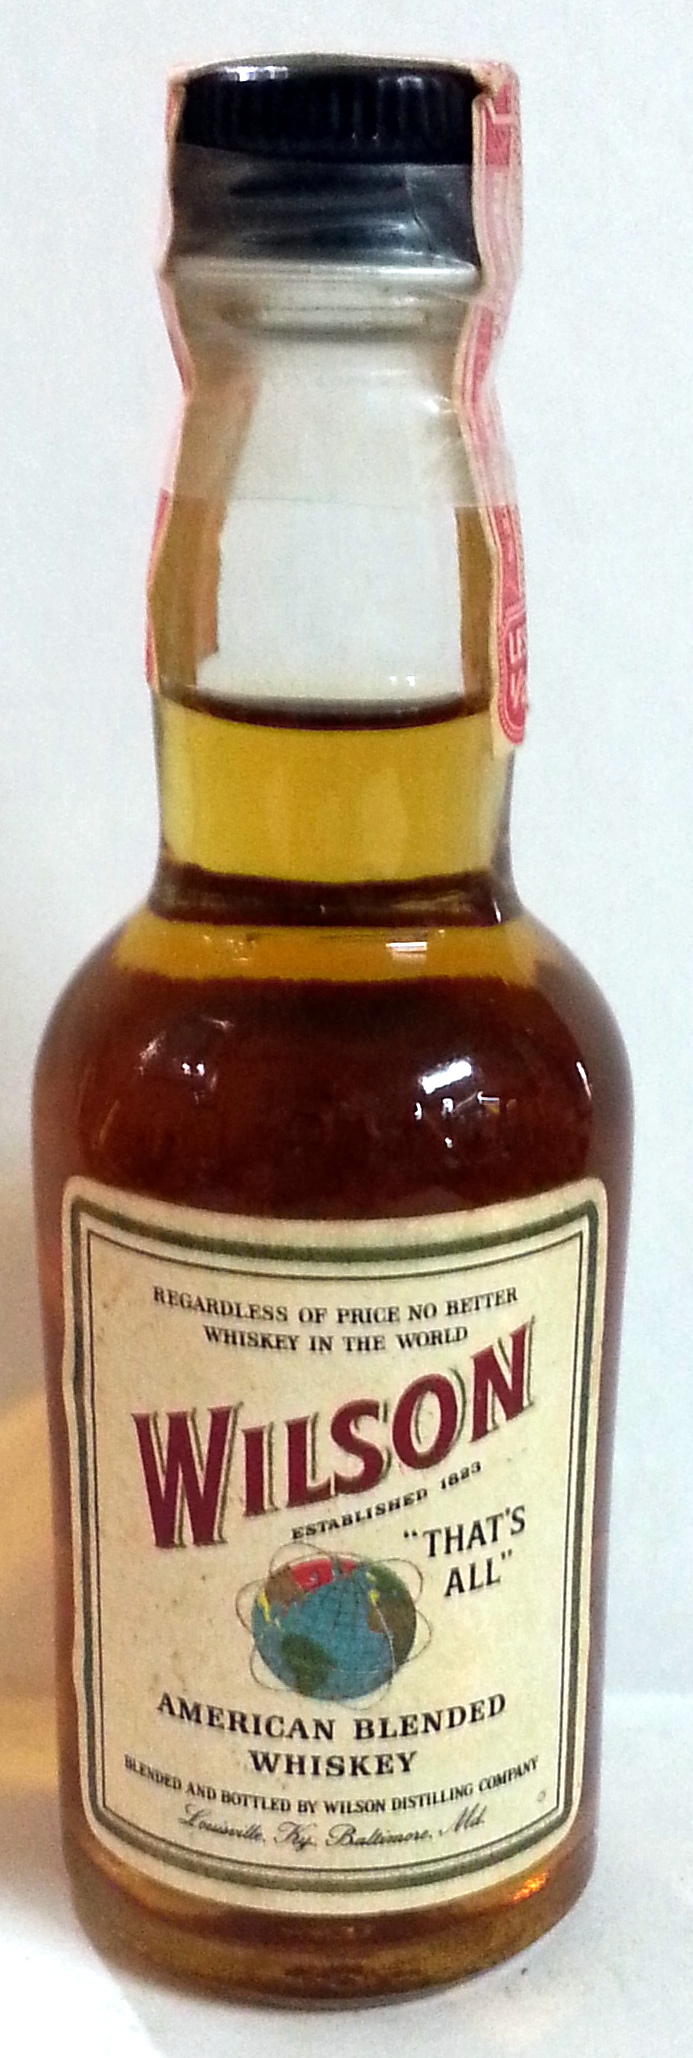 REGARDLESS OF PRICE NO BETTER
WHISKEY IN THE WORLD
WILSON
ESTABLISHED 1823
"THAT'S
ALL"
AMERICAN BLENDED
WHISKEY
BLENDED AND BOTTLED BY WILSON DISTILLING COMPANY
Louisville, Ky. Baltimore, Md.